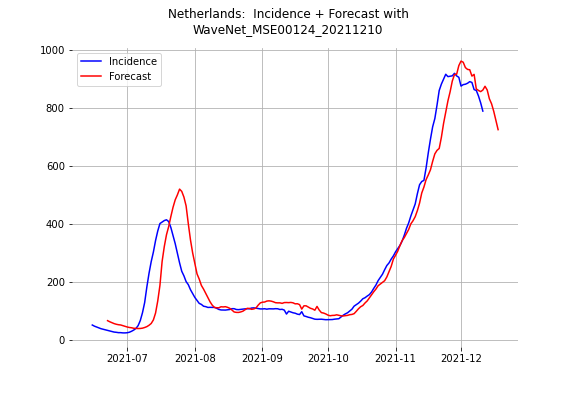 Netherlands:  Incidence + Forecast with
WaveNet_MSE00124_20211210
Incidence
Forecast
1000
800
600
400
200
0
2021-07 2021-08 2021-09 2021-10 2021-11 2021-12